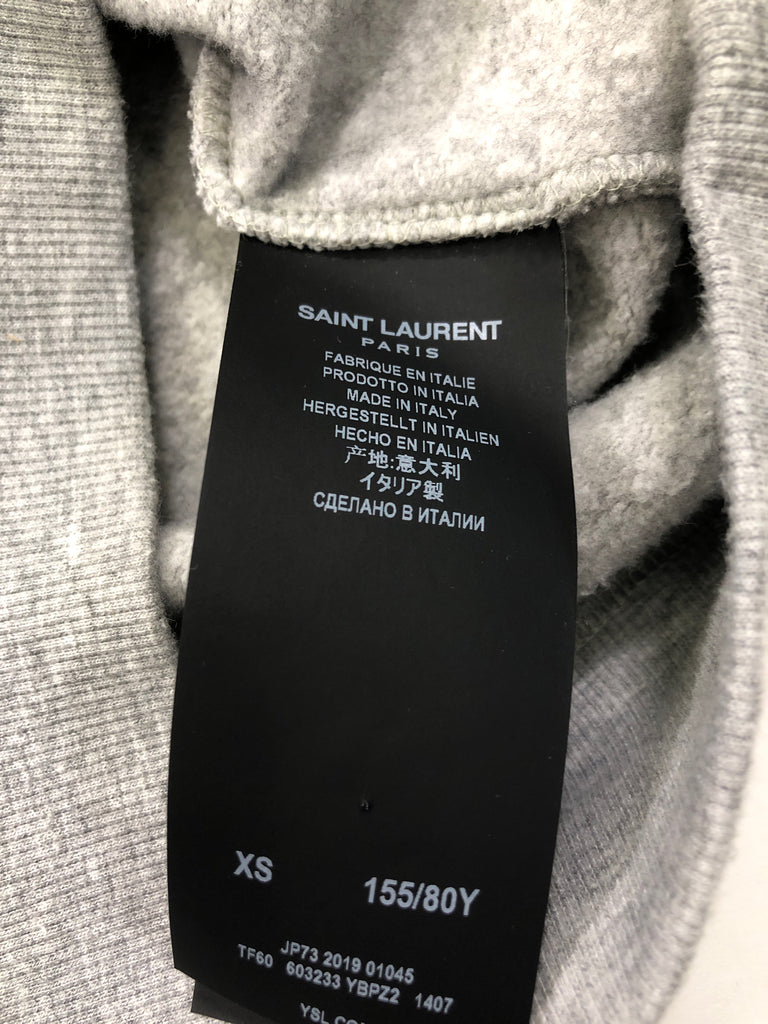 SAINT LAURENT
PARIS
FABRIQUE EN ITALIE
PRODOTTO IN ITALIA
MADE IN ITALY
HERGESTELLT IN ITALIEN
HECHO EN ITALIA
产地:意大利
イタリア製
СДЕЛАНО В ИТАЛИИ
XS 155/80Y
JP73 2019 01045
TF60 603233 YBPZ2 1407
YSL